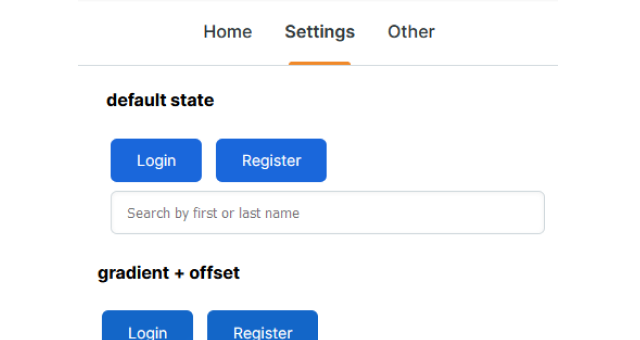 Home Settings Other
default state
Login Register
Search by first or last name
gradient + offset
Login Register